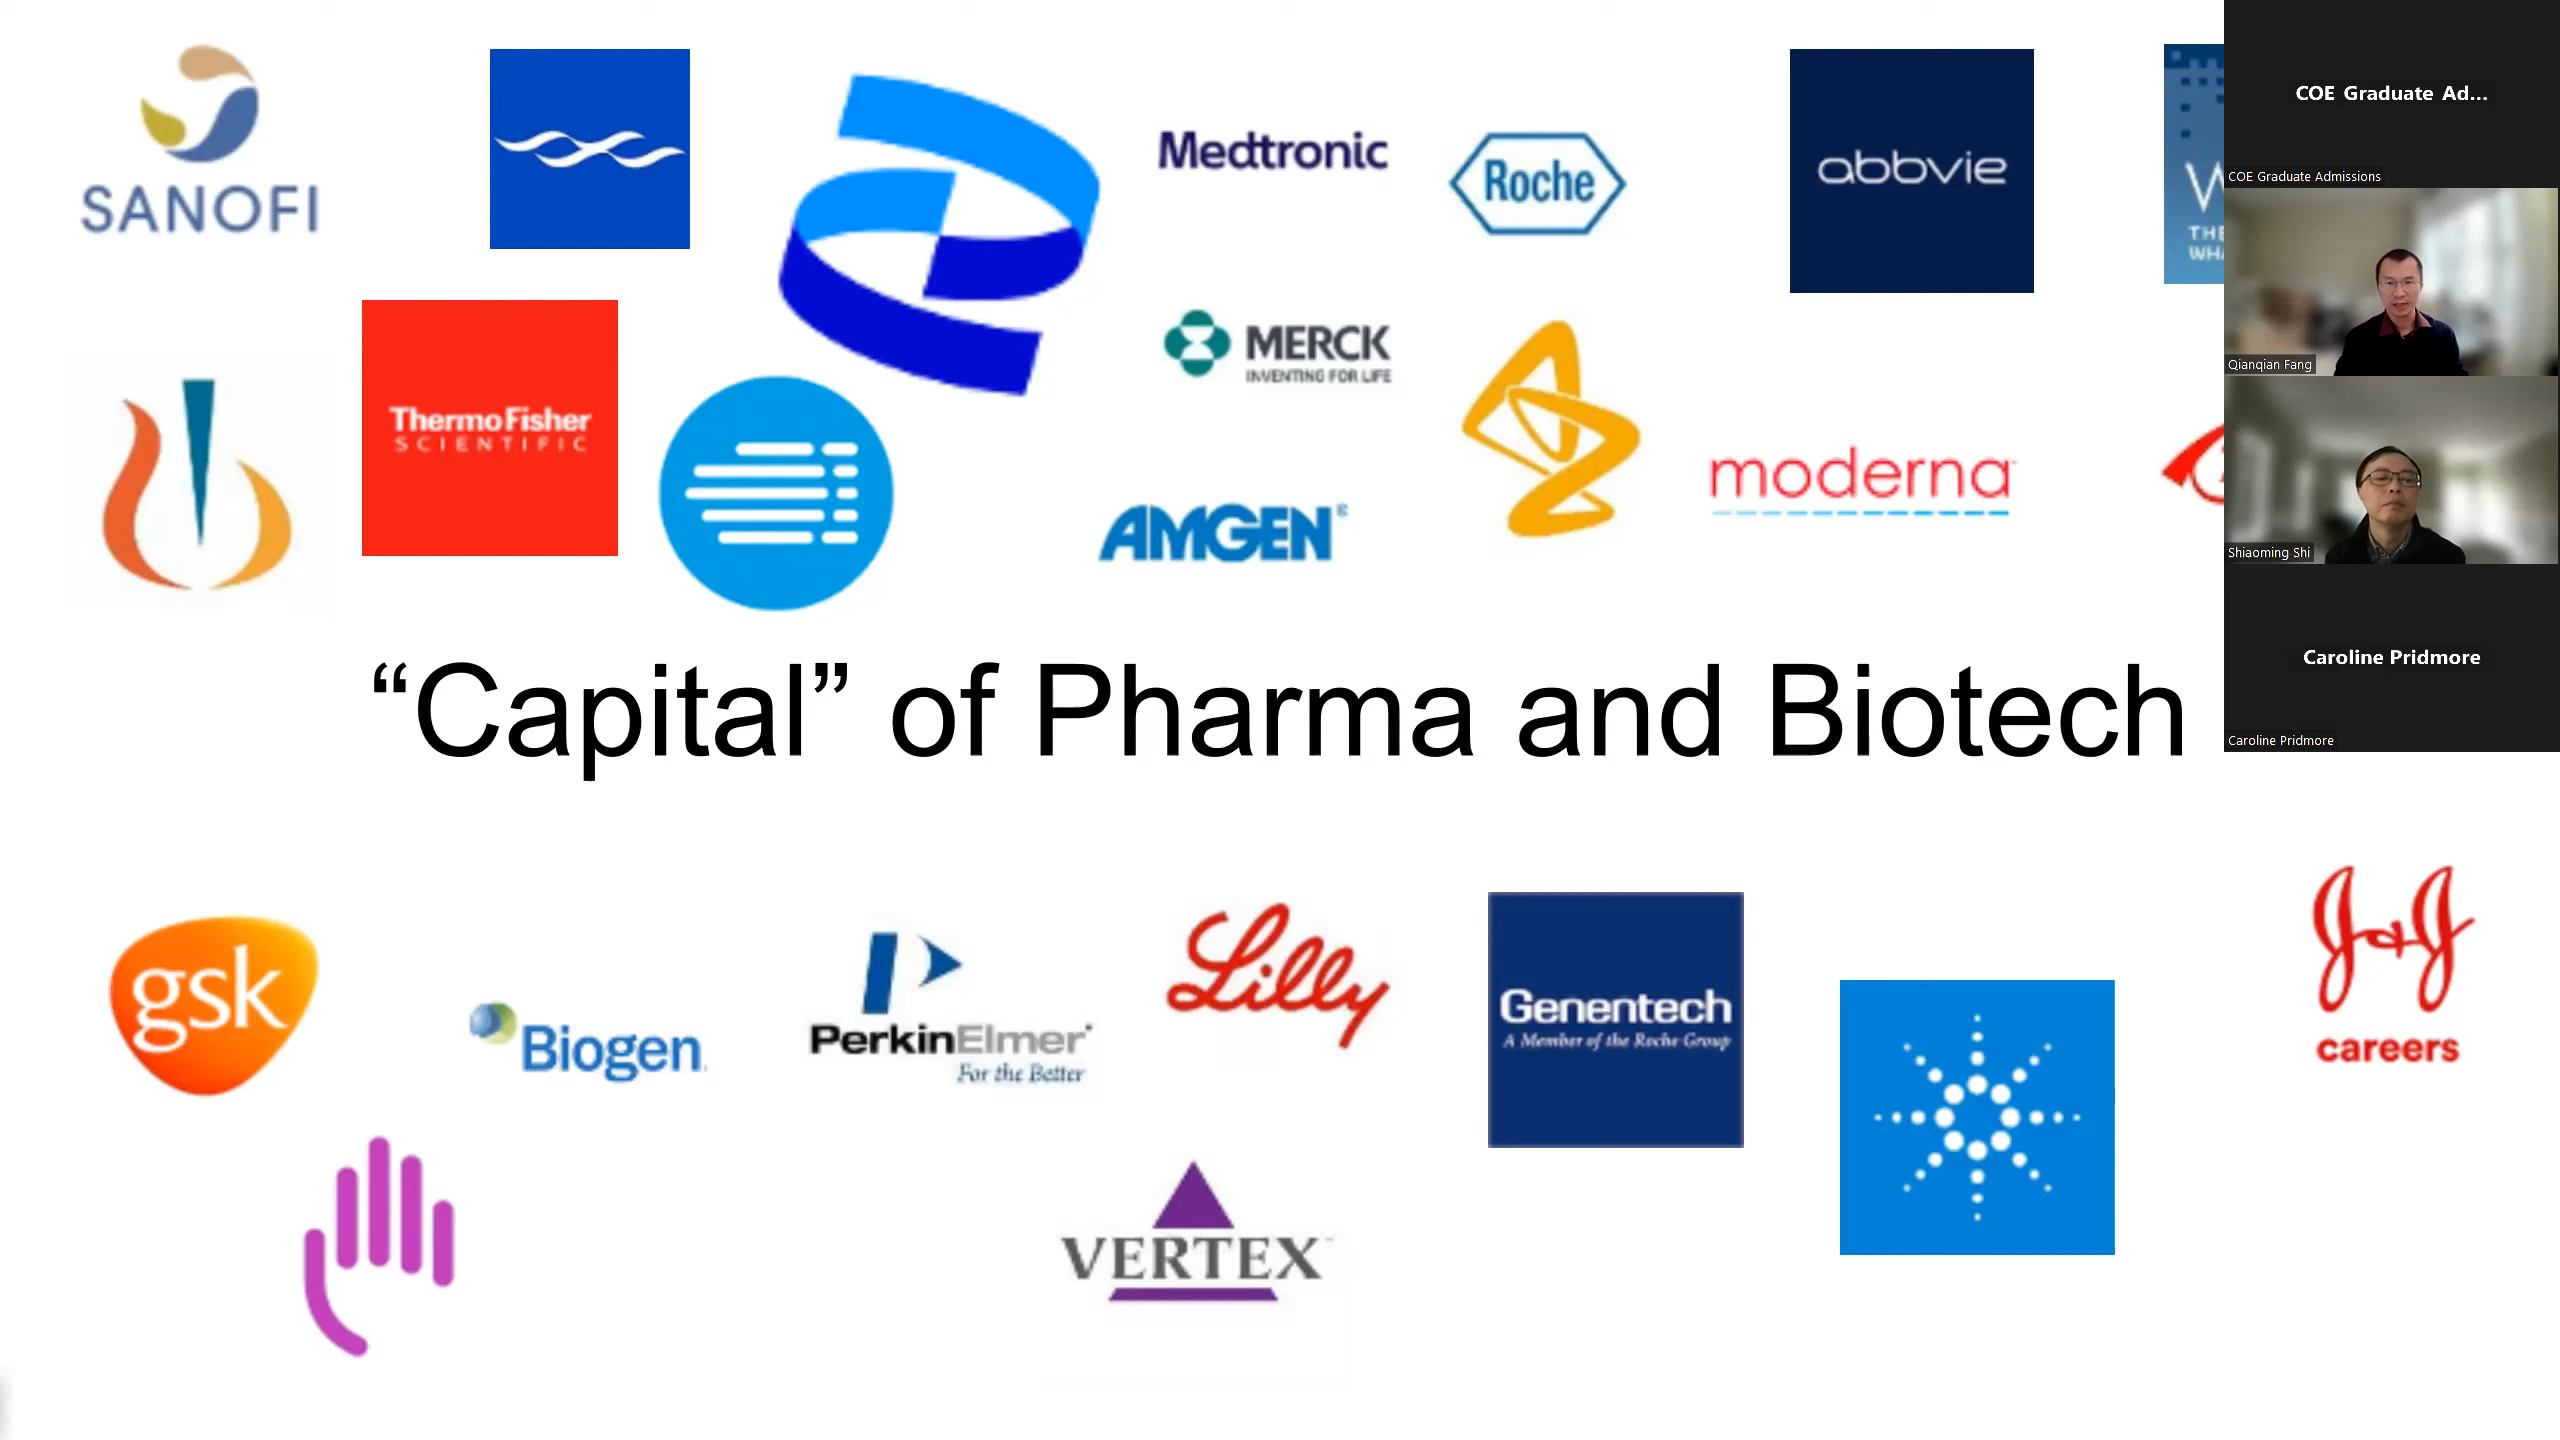 SANOFI
Medtronic
Roche
abbvie
THE
ThermoFisher
SCIENTIFIC
MERCK
INVENTING FOR LIFE
AMGEN®
moderna
“Capital” of Pharma and Biotech
gsk
Biogen
PerkinElmer
For the Better
Lilly
Genentech
A Member of the Roche Group
J&J
careers
VERTEX
COE Graduate Ad...
COE Graduate Admissions
Qianqian Fang
Shiaoming Shi
Caroline Pridmore
Caroline Pridmore